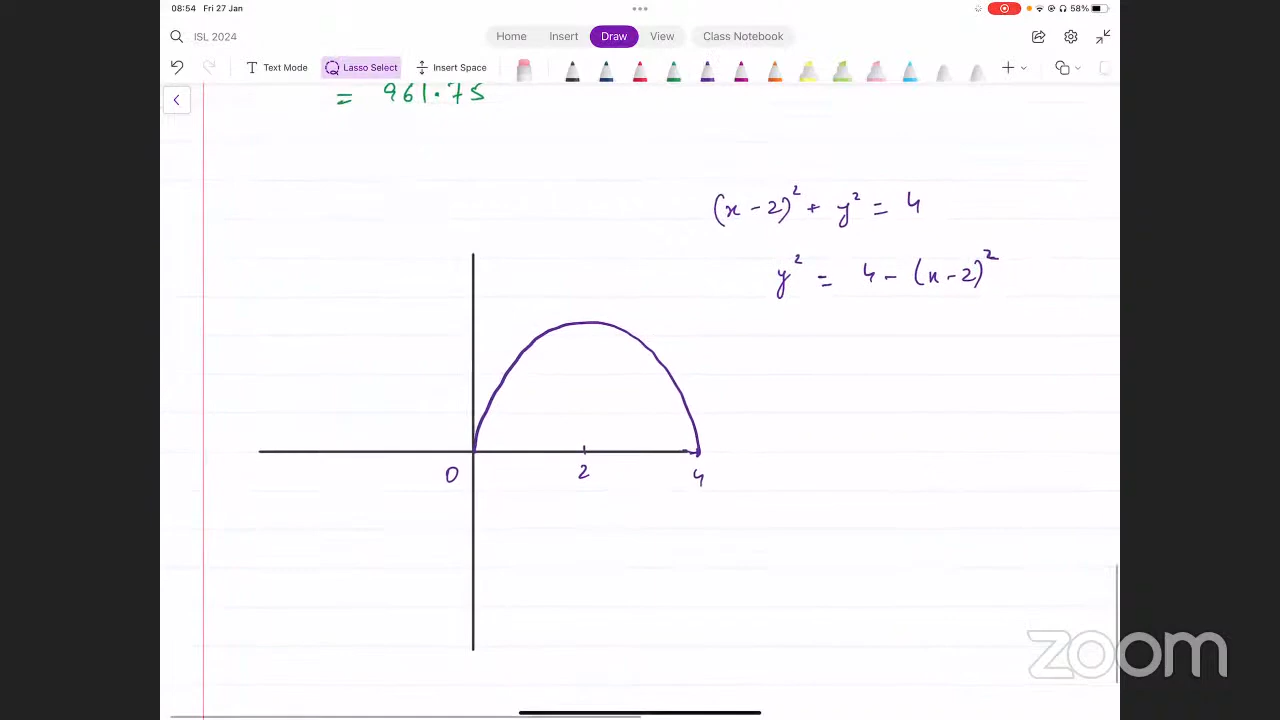 08:54 Fri 27 Jan
58%
ISL 2024
Home Insert Draw View Class Notebook
Text Mode Lasso Select Insert Space
= 961.75
(x - 2)² + y² = 4
y² = 4 - (x - 2)²
0 2 4
zoom